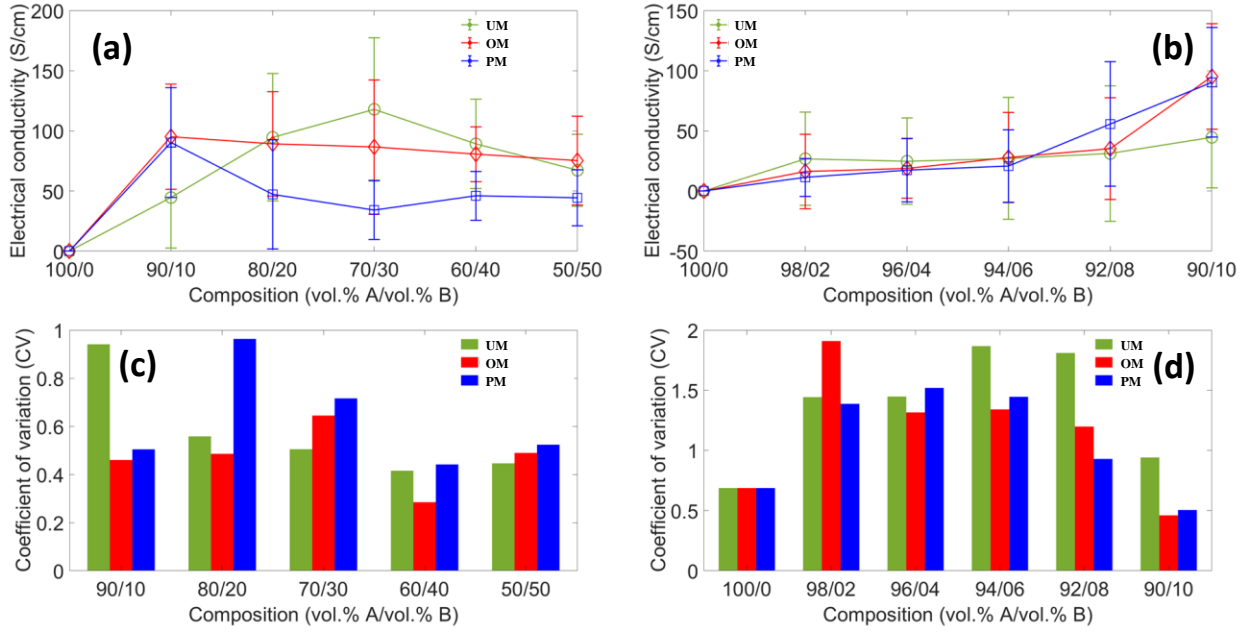 (a)
Electrical conductivity (S/cm)
200
150
100
50
0
UM
OM
PM
100/0 90/10 80/20 70/30 60/40 50/50
Composition (vol.% A/vol.% B)
(b)
Electrical conductivity (S/cm)
150
100
50
0
-50
UM
OM
PM
100/0 98/02 96/04 94/06 92/08 90/10
Composition (vol.% A/vol.% B)
(c)
Coefficient of variation (CV)
1
0.8
0.6
0.4
0.2
0
UM
OM
PM
90/10 80/20 70/30 60/40 50/50
Composition (vol.% A/vol.% B)
(d)
Coefficient of variation (CV)
2
1.5
1
0.5
0
UM
OM
PM
100/0 98/02 96/04 94/06 92/08 90/10
Composition (vol.% A/vol.% B)